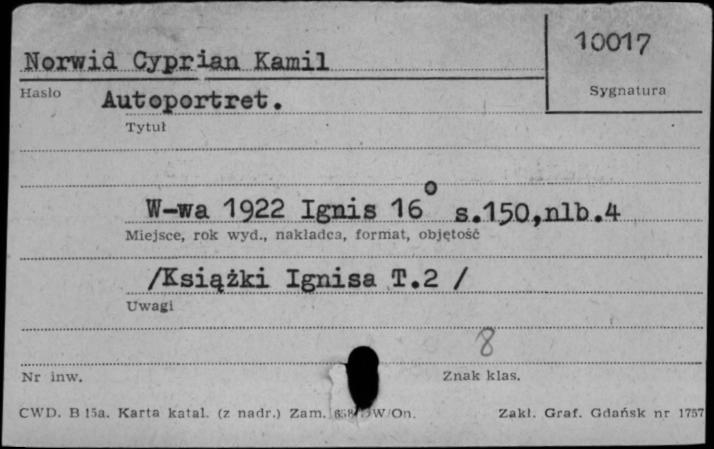 10017
Norwid Cyprian Kamil
Hasło
Sygnatura
Autoportret.
Tytuł
W-wa 1922 Ignis 16° s.150,nlb.4
Miejsce, rok wyd., nakładca, format, objętość
/Książki Ignisa T.2 /
Uwagi
8
Nr inw.
Znak klas.
CWD. B 15a. Karta katal. (z nadr.) Zam. W/On.
Zakł. Graf. Gdańsk nr 1757